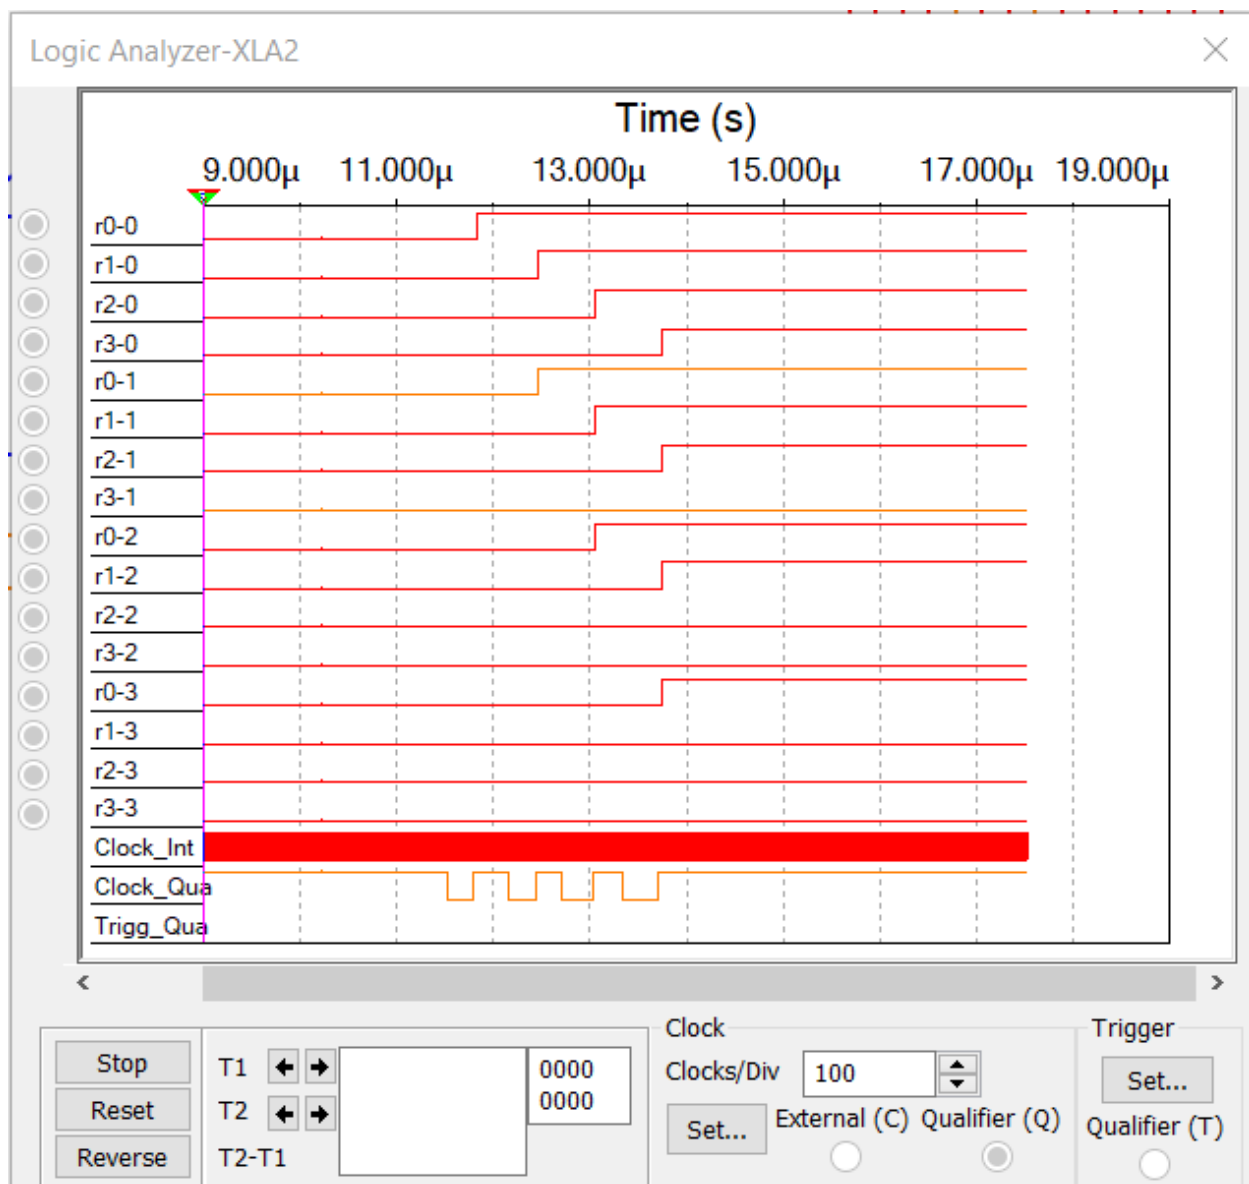 Logic Analyzer-XLA2
Time (s)
9.000µ 11.000µ 13.000µ 15.000µ 17.000µ 19.000µ
r0-0
r1-0
r2-0
r3-0
r0-1
r1-1
r2-1
r3-1
r0-2
r1-2
r2-2
r3-2
r0-3
r1-3
r2-3
r3-3
Clock_Int
Clock_Qua
Trigg_Qua
Stop
Reset
Reverse
T1
T2
T2-T1
0000
0000
Clock
Clocks/Div 100
Set... External (C) Qualifier (Q)
Trigger
Set...
Qualifier (T)